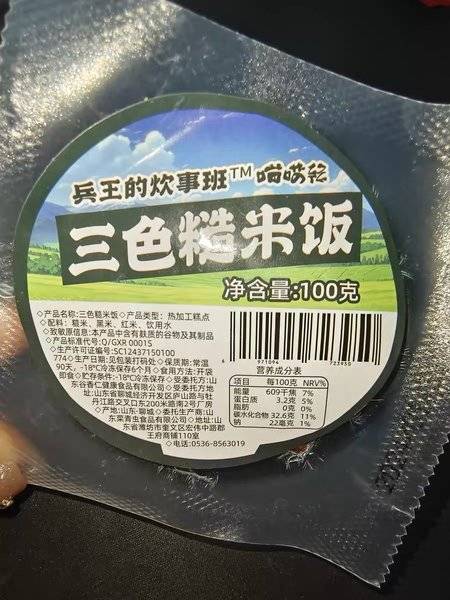 兵王的炊事班™喵唠爸
三色糙米饭
净含量:100克
◇产品名称:三色糙米饭◇产品类型:热加工糕点
◇配料:糙米、黑米、红米、饮用水
◇致敏原信息:本产品中含有麸质的谷物及其制品
◇产品标准代号:Q/GXR 0001S
◇生产许可证编号:SC12437150100
774◇生产日期:见包装打码处◇保质期:常温
90天,-18℃冷冻保存6个月◇食用方法:开袋
即食◇贮存条件:-18℃冷冻保存◇受委托方:山
东谷香仁健康食品有限公司◇受委托方地
址:山东省聊城经济开发区庐山路与牡
丹江路交叉口东200米路南2号厂房
◇产地:山东·聊城◇委托生产商:山
东荣青虫食品有限公司◇地址:山东
省潍坊市奎文区宏伟中路郡
王府商铺110室
◇电话:0536-8563019
6 971094 723930
营养成分表
项目 每100克 NRV%
能量 609千焦 7%
蛋白质 3.2克 5%
脂肪 0克 0%
碳水化合物 32.6克 11%
钠 22毫克 1%